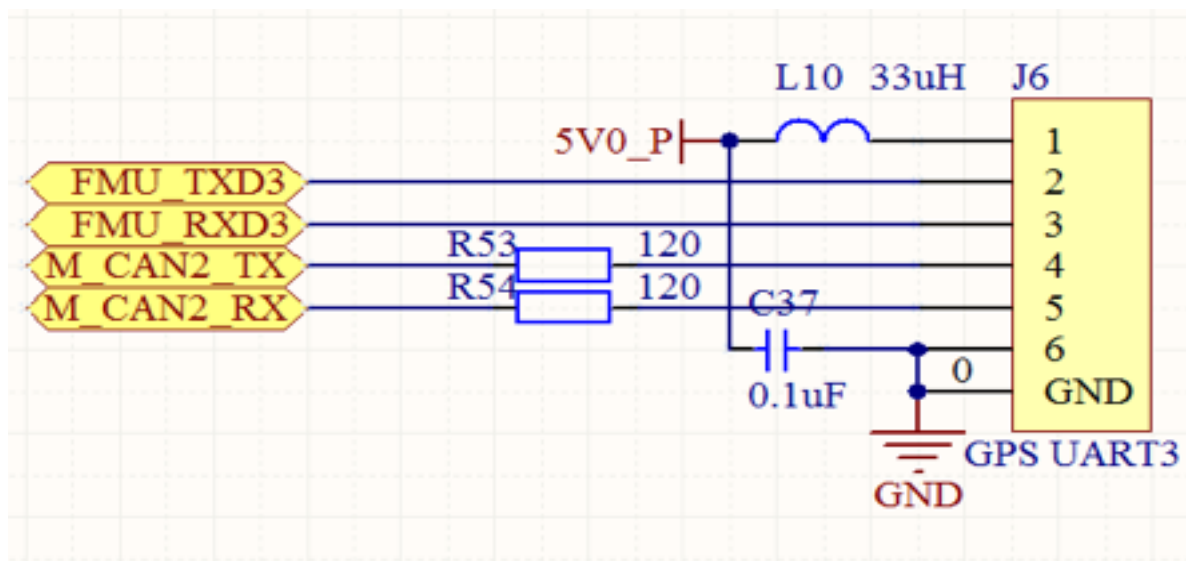 L10 33uH J6
5V0_P 1
FMU_TXD3 2
FMU_RXD3 3
R53 120
M_CAN2_TX 4
R54 120
M_CAN2_RX 5
C37
6
0
0.1uF GND
GPS UART3
GND